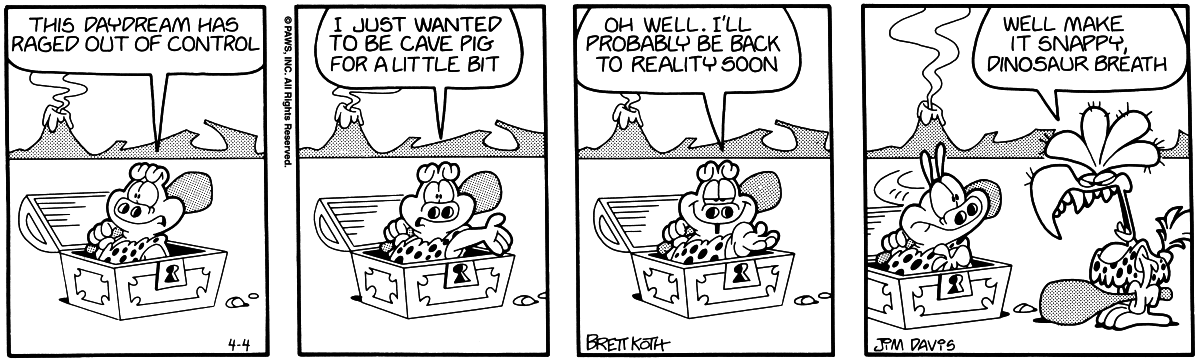 THIS DAYDREAM HAS
RAGED OUT OF CONTROL
4-4
© PAWS, INC. All Rights Reserved.
I JUST WANTED
TO BE CAVE PIG
FOR A LITTLE BIT
OH WELL. I'LL
PROBABLY BE BACK
TO REALITY SOON
BRETT KOTH
WELL MAKE
IT SNAPPY,
DINOSAUR BREATH
JIM DAVIS